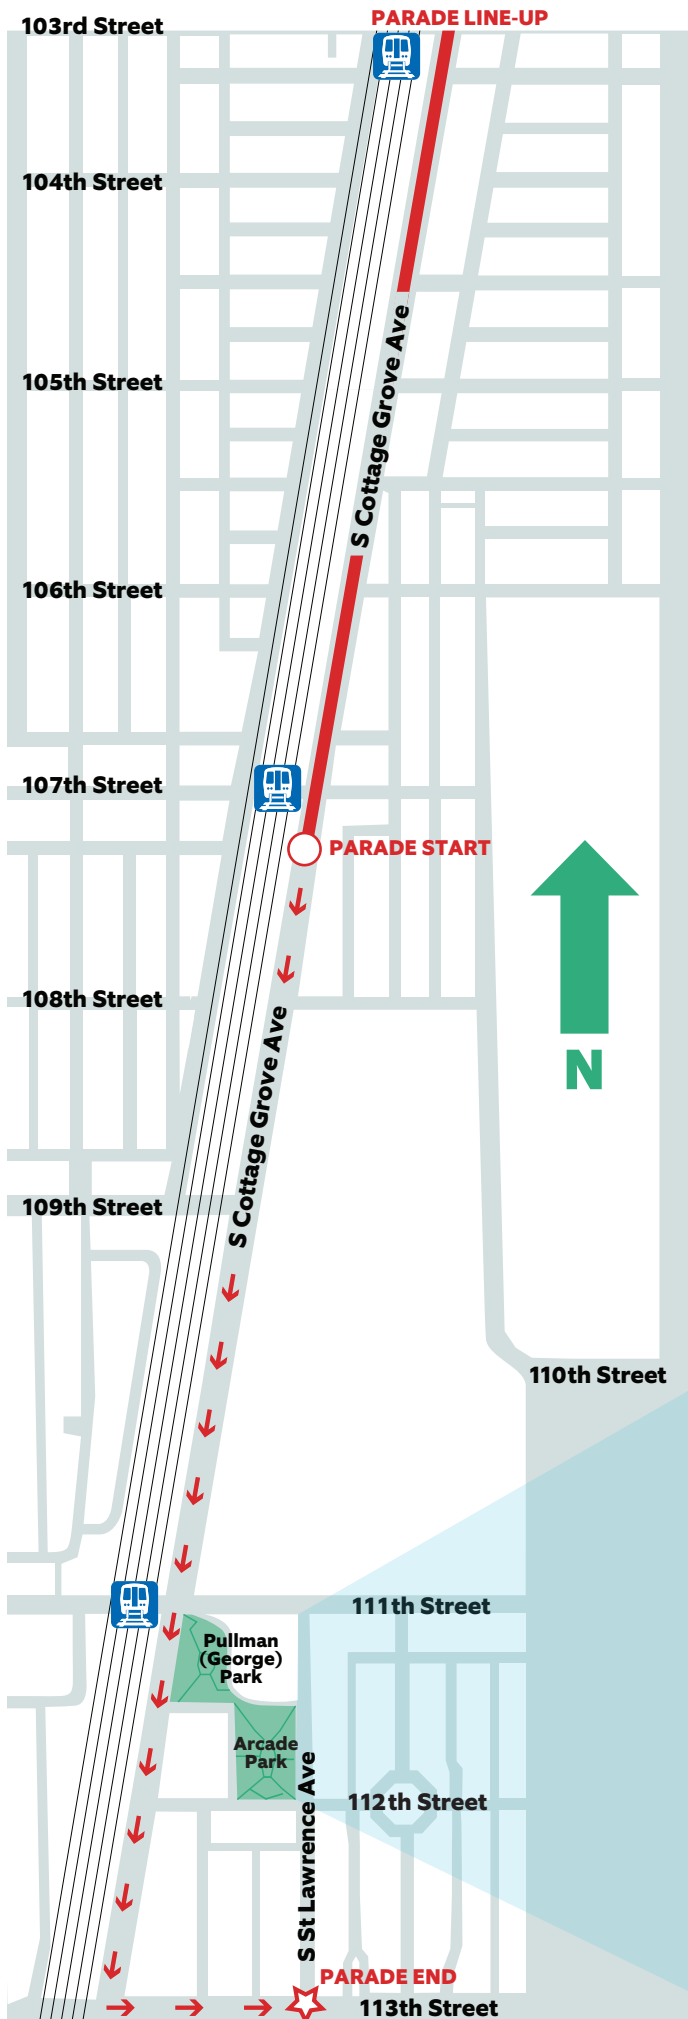 PARADE LINE-UP
103rd Street
104th Street
S Cottage Grove Ave
105th Street
106th Street
107th Street
PARADE START
108th Street
S Cottage Grove Ave
N
109th Street
110th Street
111th Street
Pullman
(George)
Park
Arcade
Park
S St Lawrence Ave
112th Street
PARADE END
113th Street